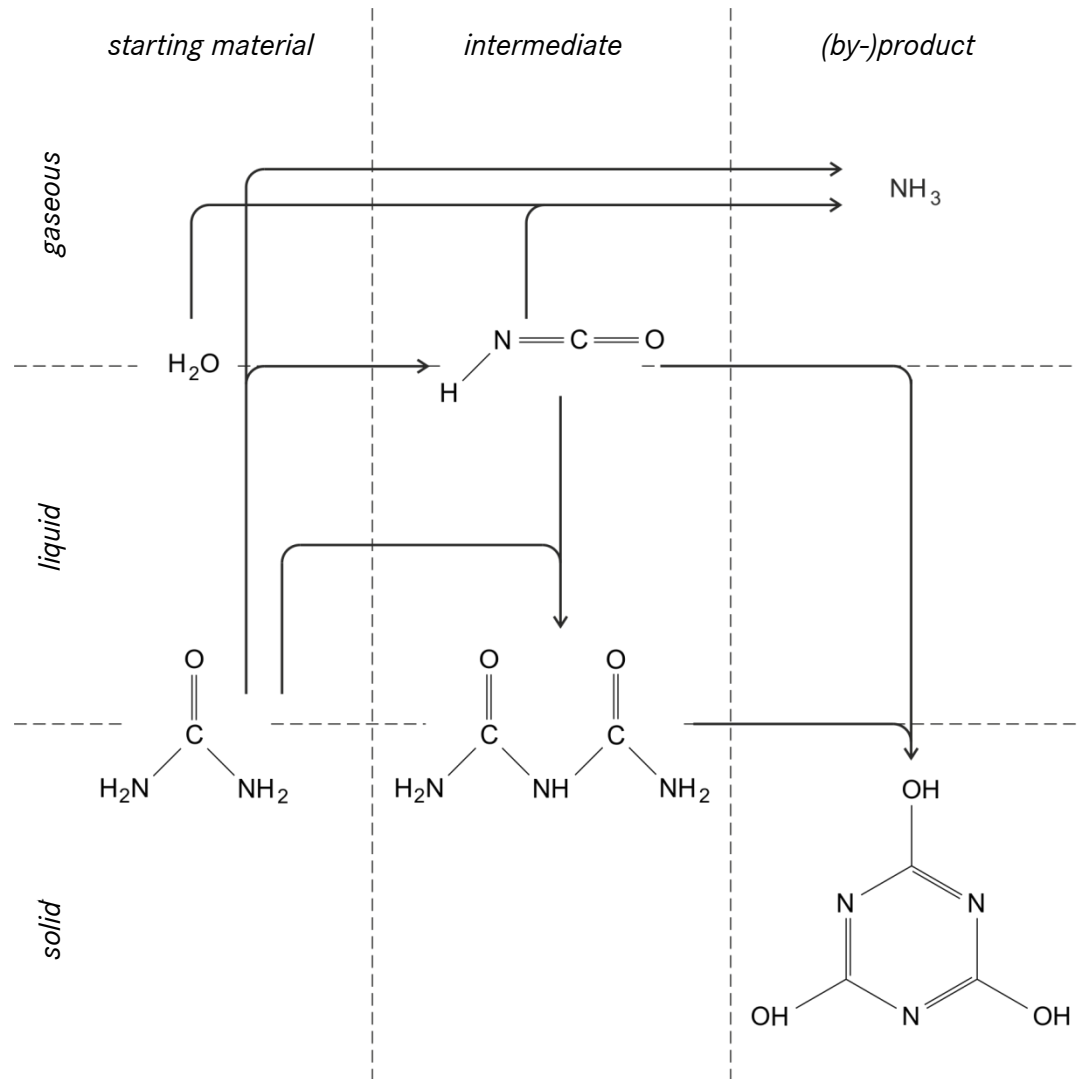 starting material
intermediate
(by-)product
gaseous
NH3
H2O
N C O
H
liquid
O
C
H2N NH2
O O
C C
H2N NH NH2
solid
OH
N N
N
OH OH